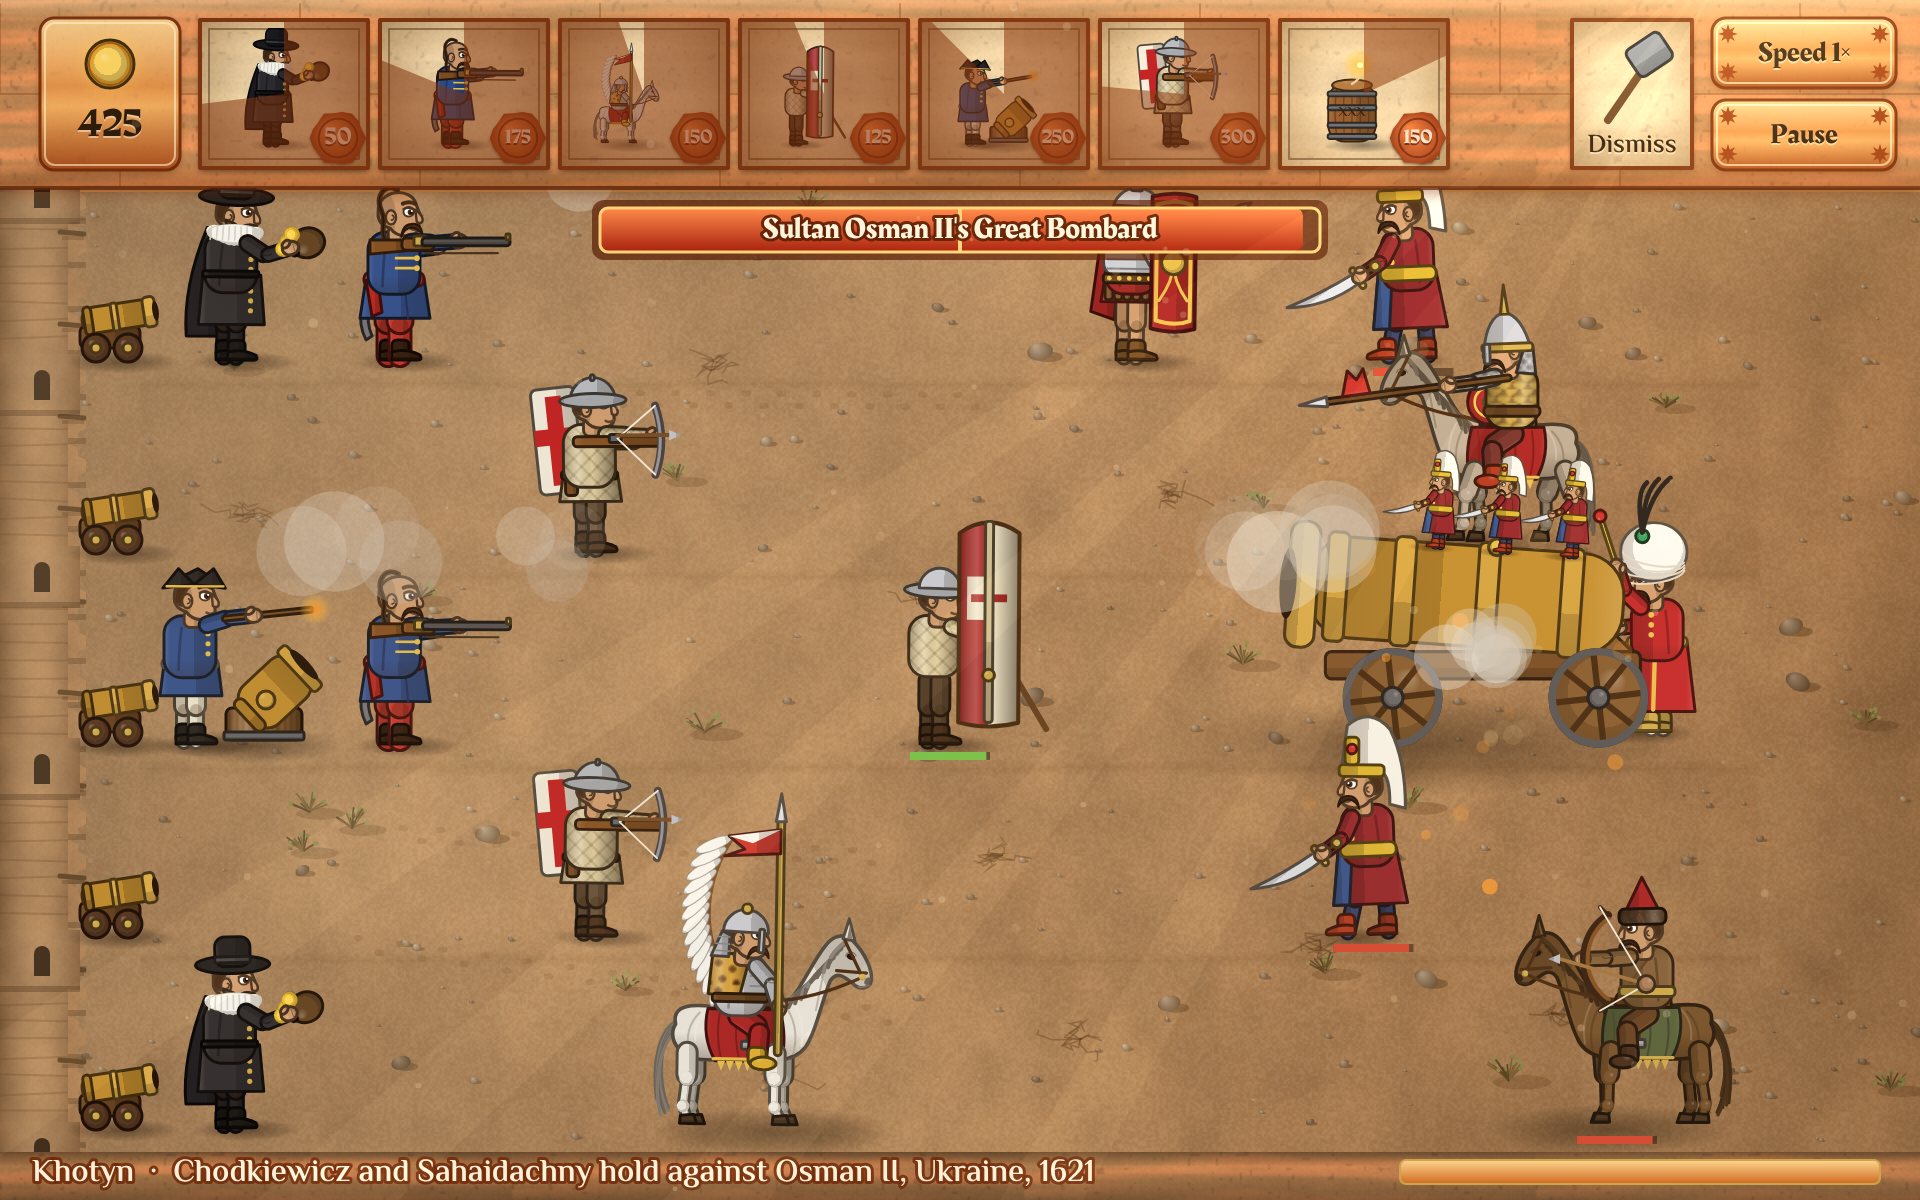 425
50
175
150
125
250
300
150
Dismiss
Speed 1×
Pause
Sultan Osman II's Great Bombard
Khotyn · Chodkiewicz and Sahaidachny hold against Osman II, Ukraine, 1621